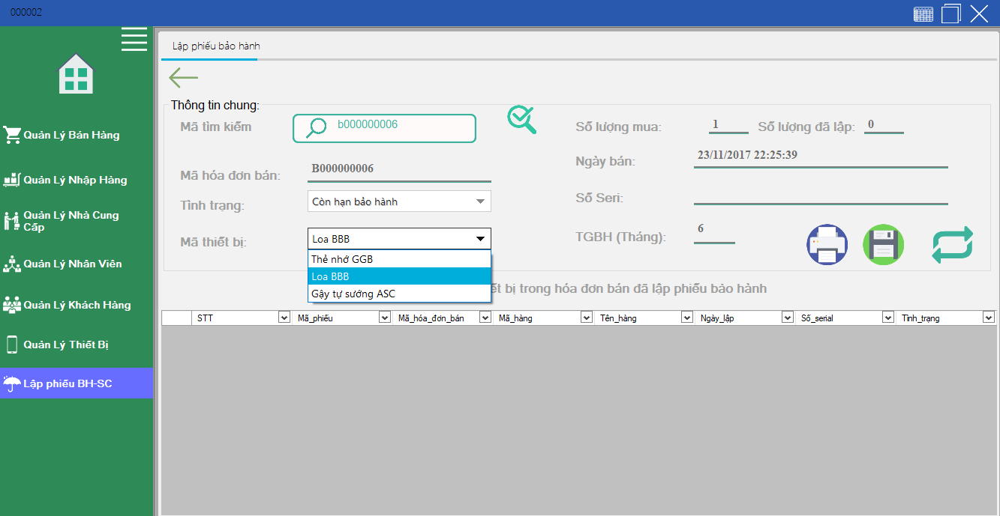 000002
Quản Lý Bán Hàng
Quản Lý Nhập Hàng
Quản Lý Nhà Cung
Cấp
Quản Lý Nhân Viên
Quản Lý Khách Hàng
Quản Lý Thiết Bị
Lập phiếu BH-SC
Lập phiếu bảo hành
Thông tin chung:
Mã tìm kiếm b000000006 Số lượng mua: 1 Số lượng đã lập: 0
Mã hóa đơn bán: B000000006 Ngày bán: 23/11/2017 22:25:39
Tình trạng: Còn hạn bảo hành Số Seri:
Mã thiết bị: Loa BBB TGBH (Tháng): 6
Thẻ nhớ GGB
Loa BBB
Gậy tự sướng ASC
bị trong hóa đơn bán đã lập phiếu bảo hành
STT Mã_phiếu Mã_hóa_đơn_bán Mã_hàng Tên_hàng Ngày_lập Số_serial Tình_trạng